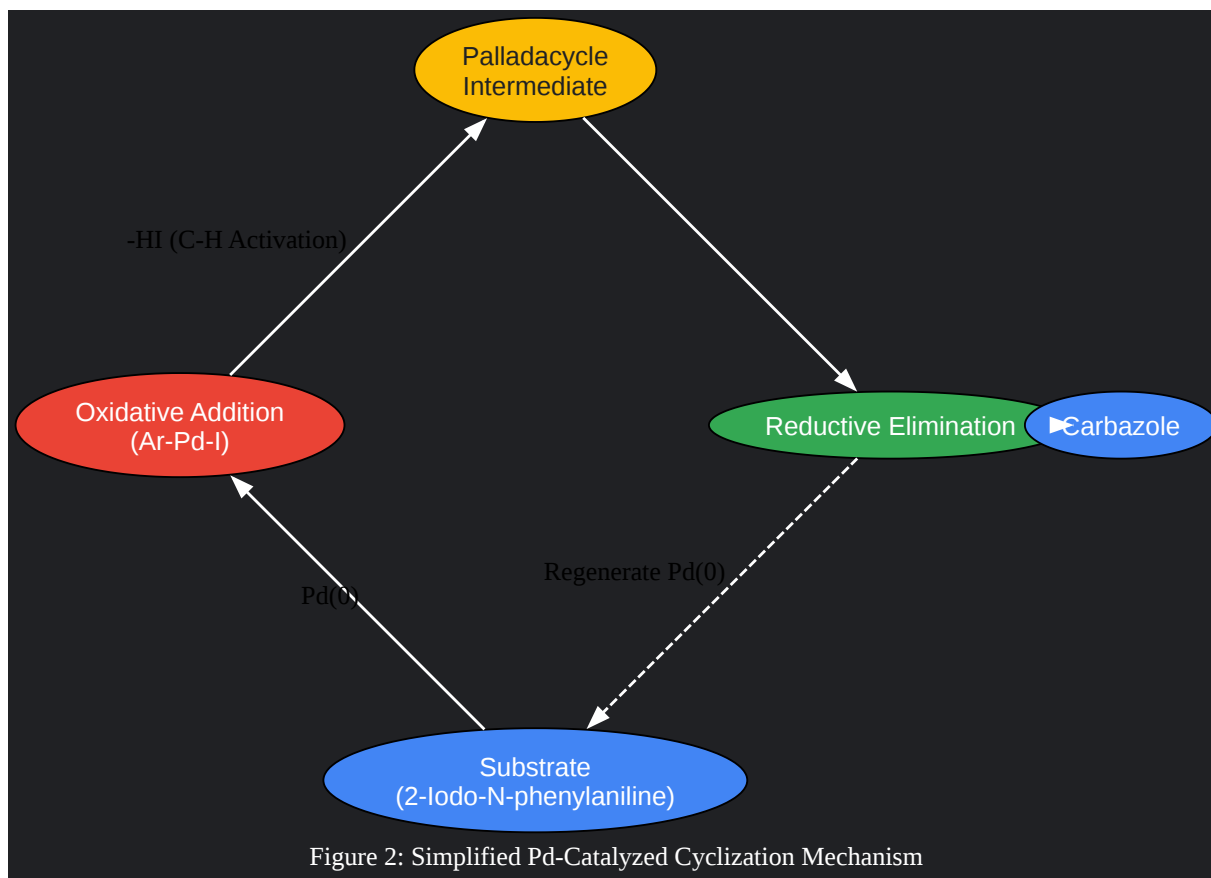 Palladacycle
Intermediate
-HI (C-H Activation)
Oxidative Addition
(Ar-Pd-I)
Reductive Elimination
Carbazole
Pd(0)
Regenerate Pd(0)
Substrate
(2-Iodo-N-phenylaniline)
Figure 2: Simplified Pd-Catalyzed Cyclization Mechanism